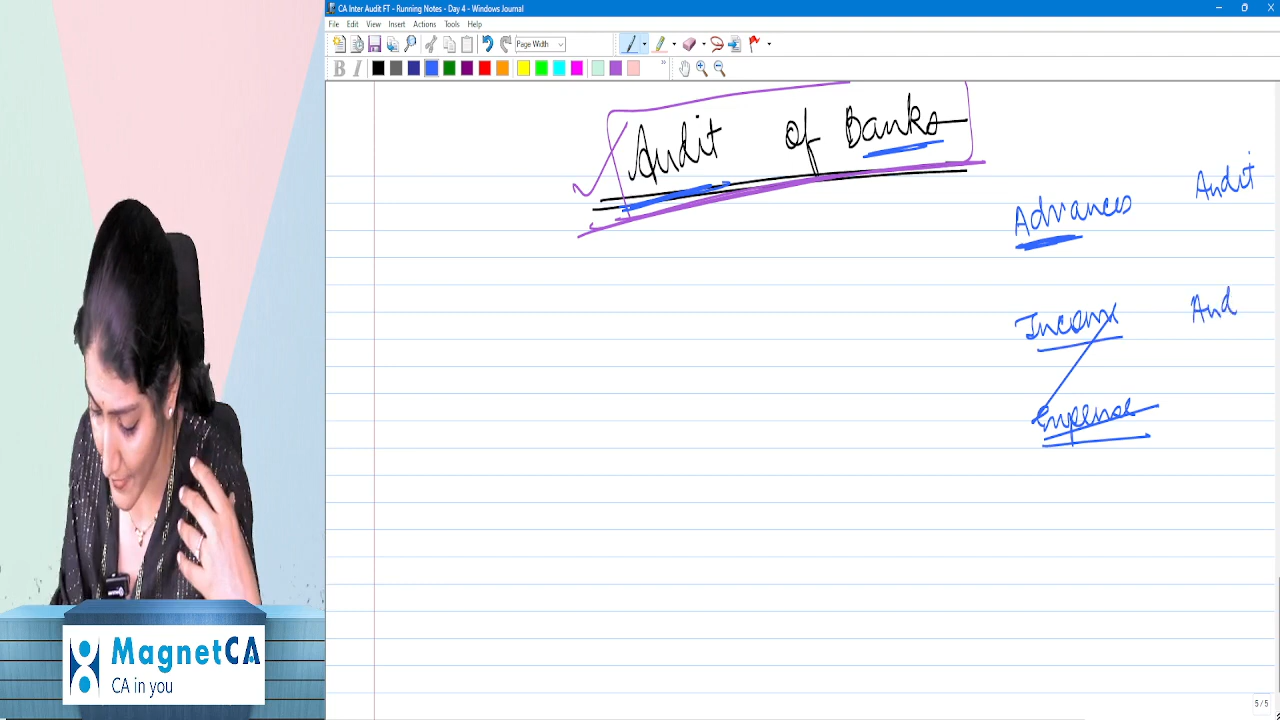 CA Inter Audit FT - Running Notes - Day 4 - Windows Journal
File Edit View Insert Actions Tools Help
Page Width
B I
Audit of Banks
Advances Audit
Income Aud
Expense
MagnetCA
CA in you
5/5